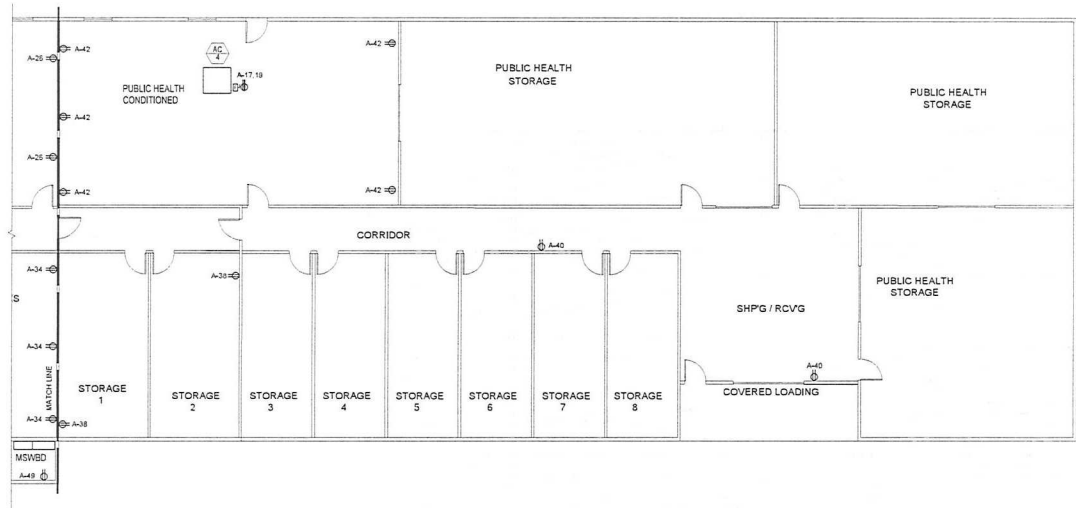 A-42
A-26
AC
4
A-17,19
A-42
PUBLIC HEALTH
CONDITIONED
PUBLIC HEALTH
STORAGE
PUBLIC HEALTH
STORAGE
A-42
A-26
A-42
A-42
CORRIDOR
A-40
A-34
A-38
S
PUBLIC HEALTH
STORAGE
SHP'G / RCV'G
A-34
MATCH LINE
A-40
STORAGE
1
STORAGE
2
STORAGE
3
STORAGE
4
STORAGE
5
STORAGE
6
STORAGE
7
STORAGE
8
COVERED LOADING
A-34
A-38
MSWBD
A-49